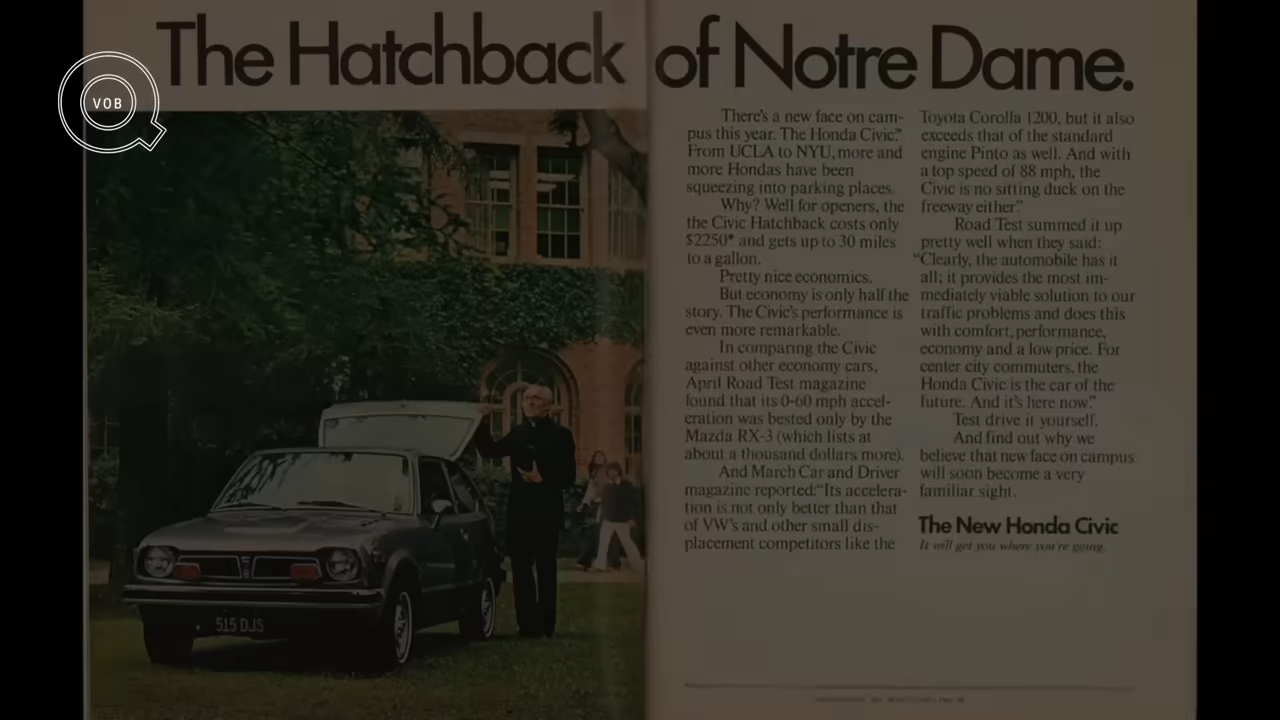 The Hatchback of Notre Dame.
VOB
There's a new face on cam-
pus this year. The Honda Civic.®
From UCLA to NYU, more and
more Hondas have been
squeezing into parking places.
Why? Well for openers, the
the Civic Hatchback costs only
$2250* and gets up to 30 miles
to a gallon.
Pretty nice economics.
But economy is only half the
story. The Civic's performance is
even more remarkable.
In comparing the Civic
against other economy cars,
April Road Test magazine
found that its 0-60 mph accel-
eration was bested only by the
Mazda RX-3 (which lists at
about a thousand dollars more).
And March Car and Driver
magazine reported: “Its accelera-
tion is not only better than that
of VW's and other small dis-
placement competitors like the
Toyota Corolla 1200, but it also
exceeds that of the standard
engine Pinto as well. And with
a top speed of 88 mph, the
Civic is no sitting duck on the
freeway either.”
Road Test summed it up
pretty well when they said:
“Clearly, the automobile has it
all; it provides the most im-
mediately viable solution to our
traffic problems and does this
with comfort, performance,
economy and a low price. For
center city commuters, the
Honda Civic is the car of the
future. And it's here now.”
Test drive it yourself.
And find out why we
believe that new face on campus
will soon become a very
familiar sight.
The New Honda Civic
It will get you where you're going.
515 DJS